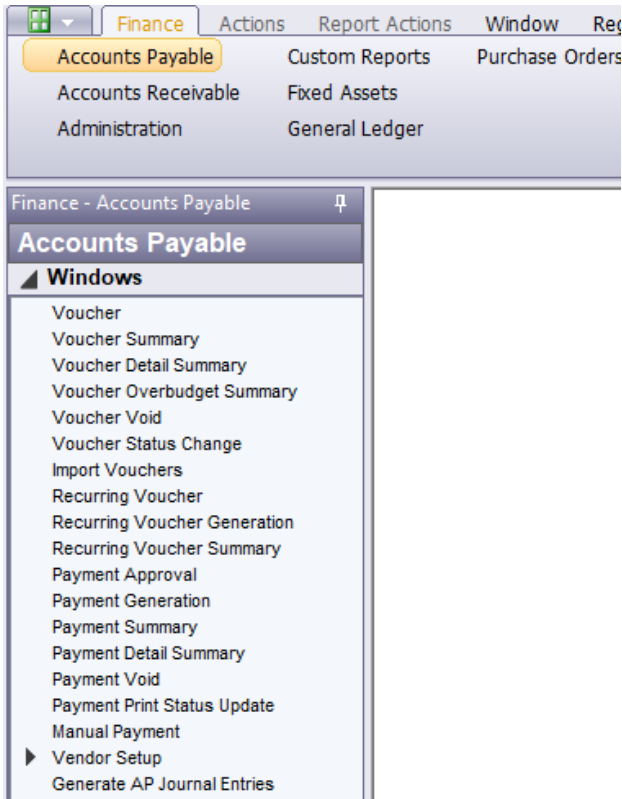 Finance Actions Report Actions Window
Accounts Payable Custom Reports Purchase Orders
Accounts Receivable Fixed Assets
Administration General Ledger
Finance - Accounts Payable
Accounts Payable
Windows
Voucher
Voucher Summary
Voucher Detail Summary
Voucher Overbudget Summary
Voucher Void
Voucher Status Change
Import Vouchers
Recurring Voucher
Recurring Voucher Generation
Recurring Voucher Summary
Payment Approval
Payment Generation
Payment Summary
Payment Detail Summary
Payment Void
Payment Print Status Update
Manual Payment
Vendor Setup
Generate AP Journal Entries